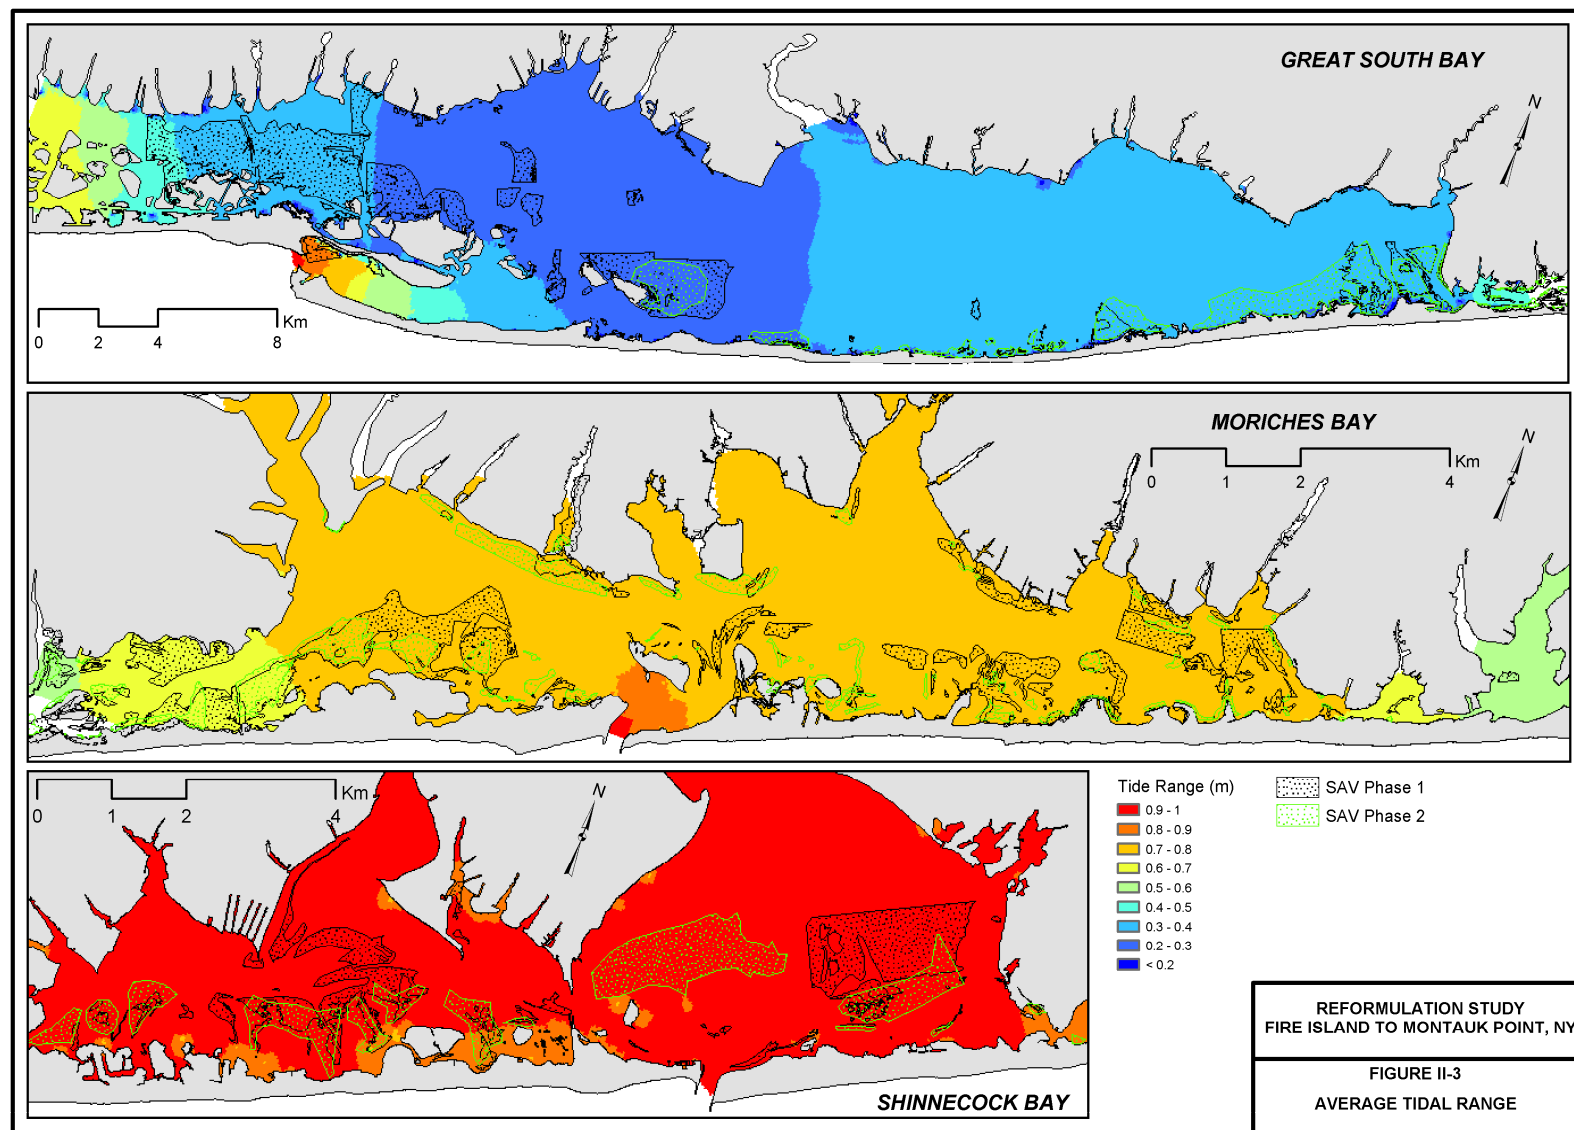 GREAT SOUTH BAY
N
Km
0 2 4 8
MORICHES BAY
N
Km
0 1 2 4
Km
0 1 2 4
N
SHINNECOCK BAY
Tide Range (m)
0.9 - 1
0.8 - 0.9
0.7 - 0.8
0.6 - 0.7
0.5 - 0.6
0.4 - 0.5
0.3 - 0.4
0.2 - 0.3
< 0.2
SAV Phase 1
SAV Phase 2
REFORMULATION STUDY
FIRE ISLAND TO MONTAUK POINT, NY
FIGURE II-3
AVERAGE TIDAL RANGE